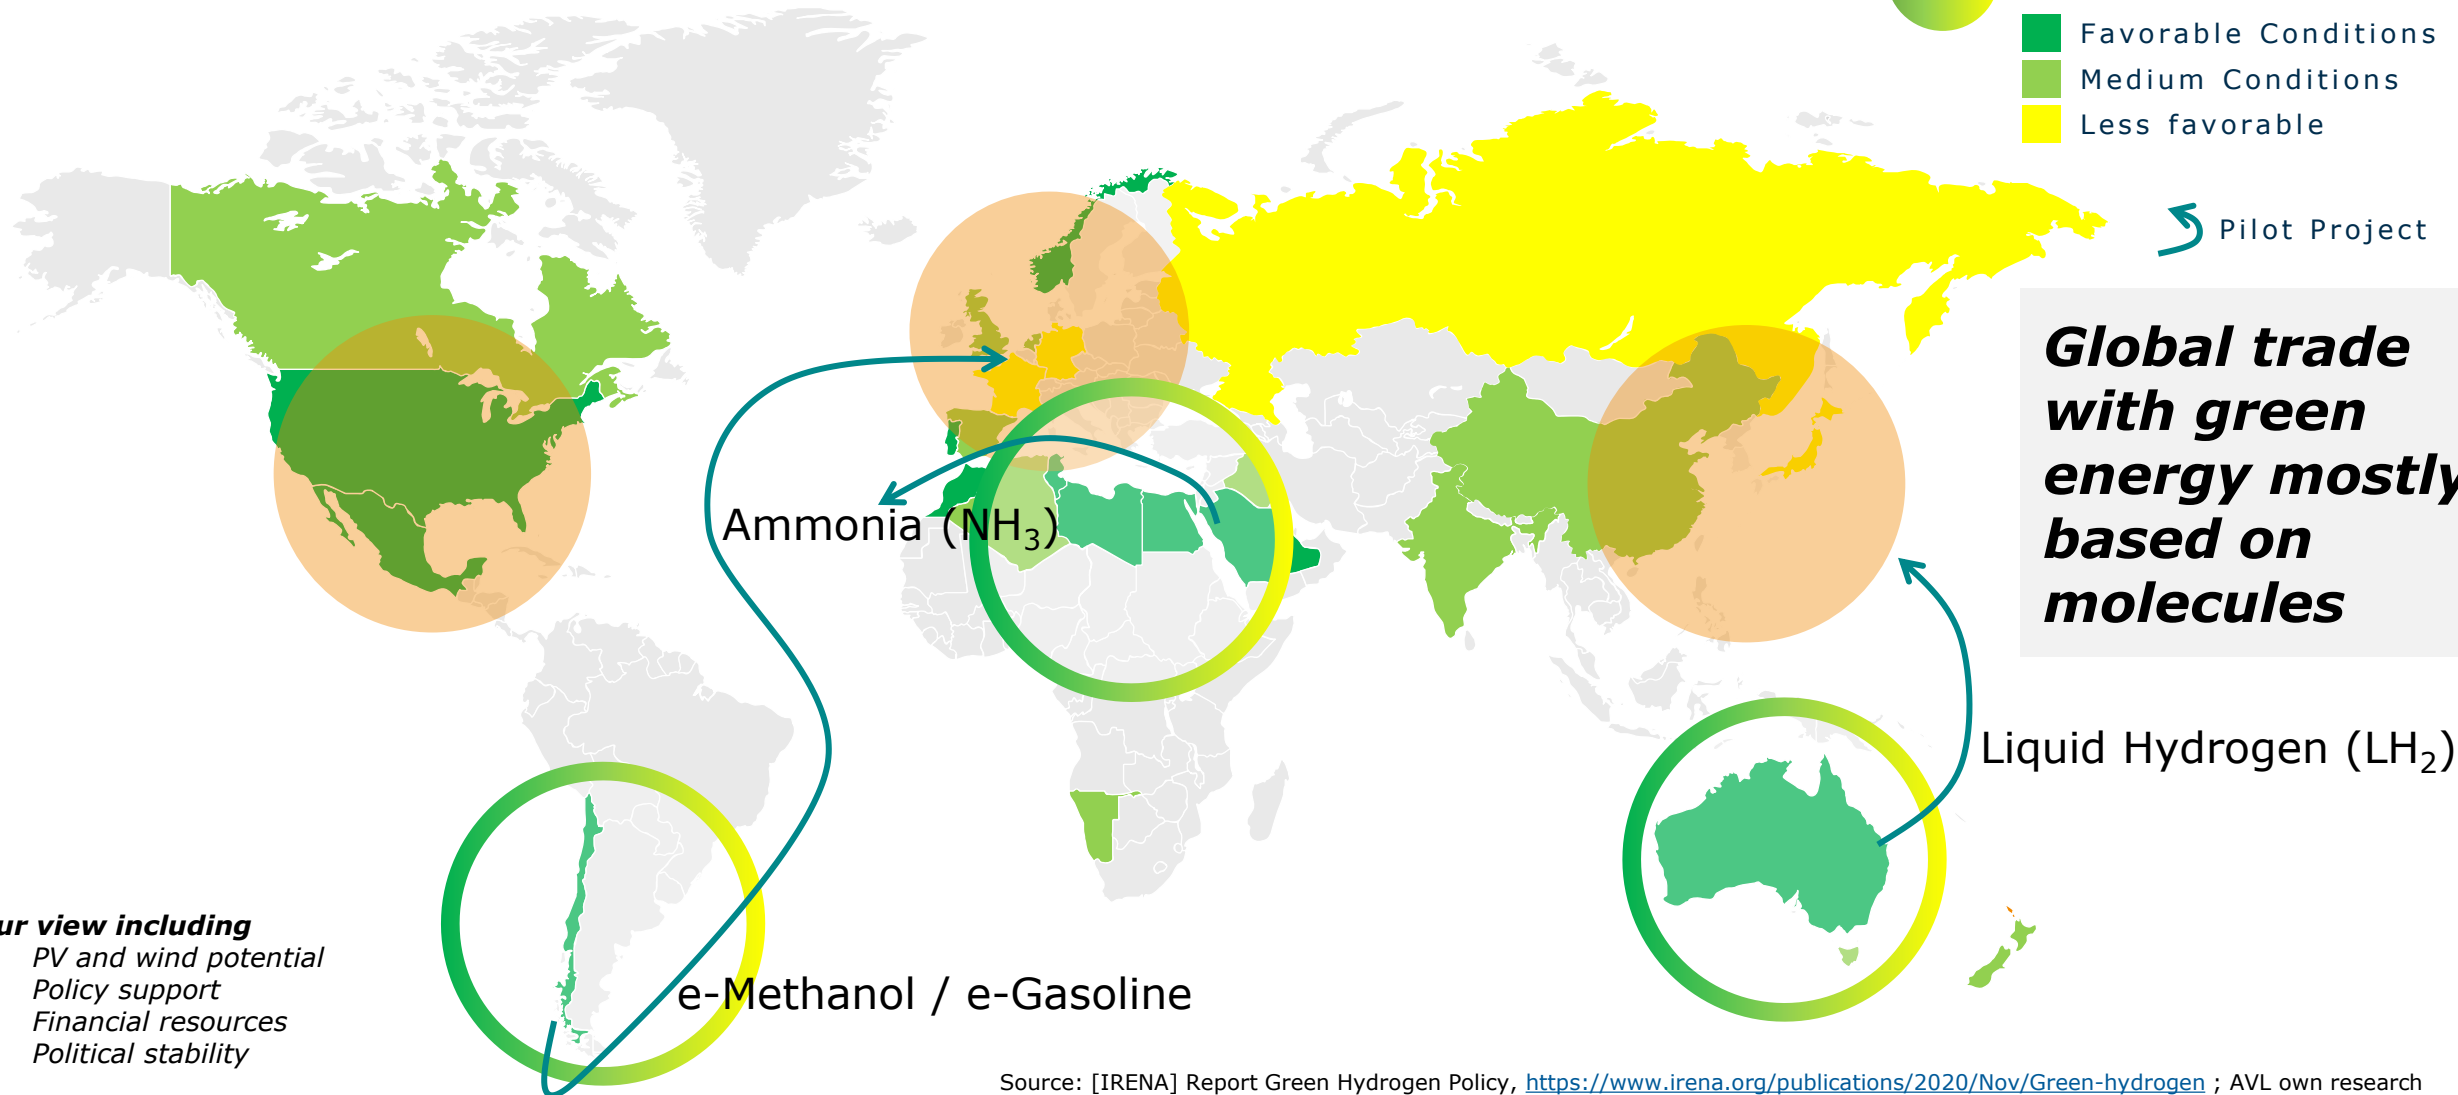 Favorable Conditions
Medium Conditions
Less favorable
Pilot Project
Global trade
with green
energy mostly
based on
molecules
Ammonia (NH₃)
Liquid Hydrogen (LH₂)
e-Methanol / e-Gasoline
ur view including
PV and wind potential
Policy support
Financial resources
Political stability
Source: [IRENA] Report Green Hydrogen Policy, https://www.irena.org/publications/2020/Nov/Green-hydrogen ; AVL own research